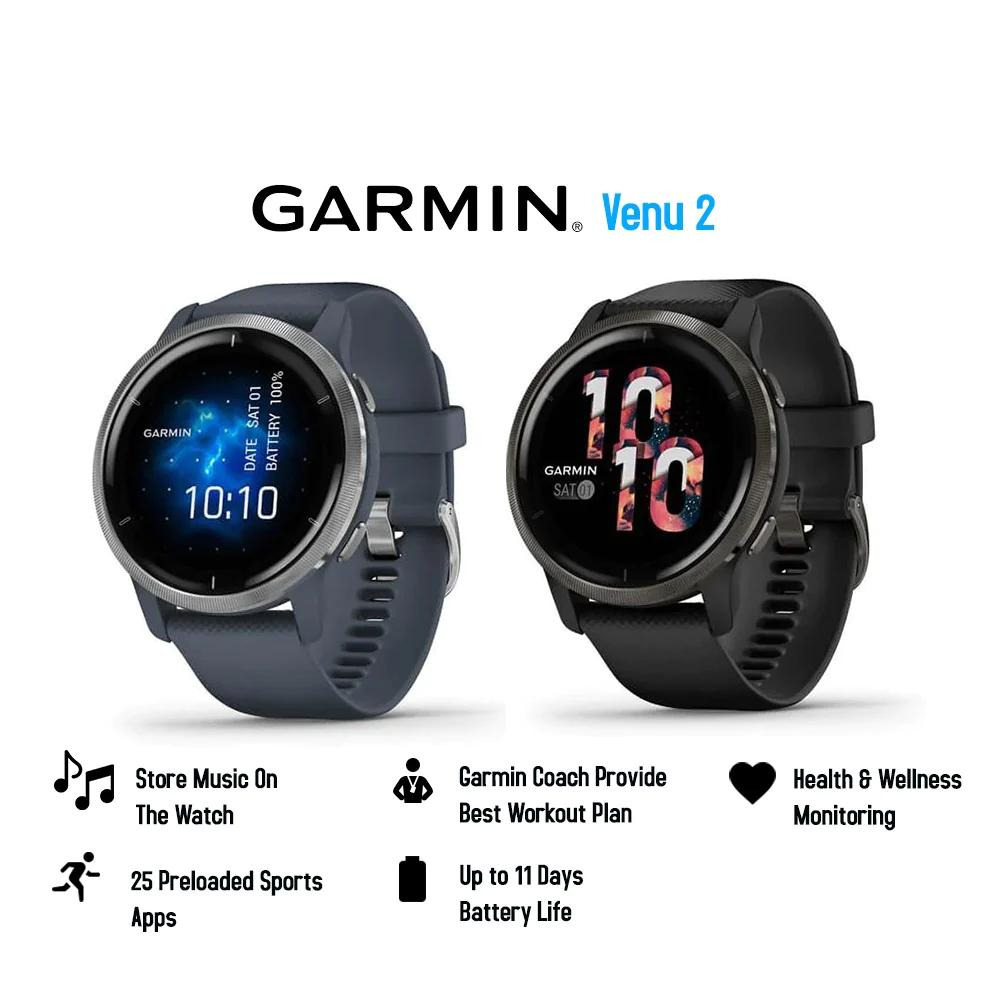 GARMIN® Venu 2
GARMIN
DATE SAT 01
BATTERY 100%
10:10
10
10
GARMIN
SAT 01
Store Music On
The Watch
Garmin Coach Provide
Best Workout Plan
Health & Wellness
Monitoring
25 Preloaded Sports
Apps
Up to 11 Days
Battery Life